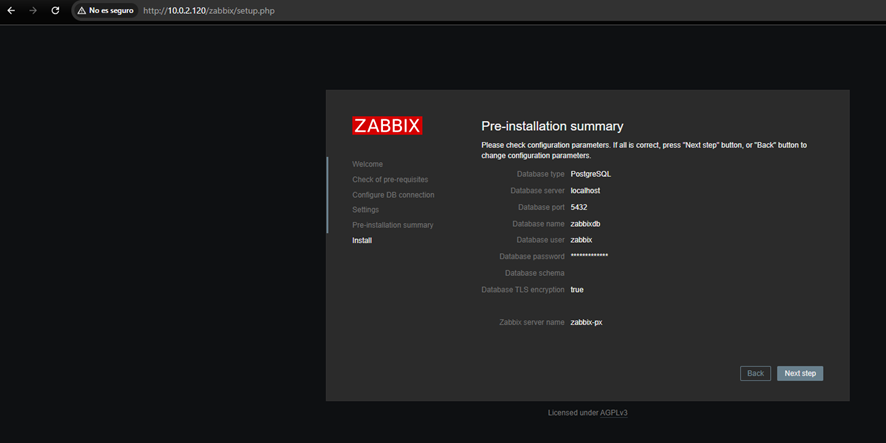 No es seguro http://10.0.2.120/zabbix/setup.php
ZABBIX
Welcome
Check of pre-requisites
Configure DB connection
Settings
Pre-installation summary
Install
Pre-installation summary
Please check configuration parameters. If all is correct, press "Next step" button, or "Back" button to
change configuration parameters.
Database type PostgreSQL
Database server localhost
Database port 5432
Database name zabbixdb
Database user zabbix
Database password *************
Database schema
Database TLS encryption true
Zabbix server name zabbix-px
Back Next step
Licensed under AGPLv3